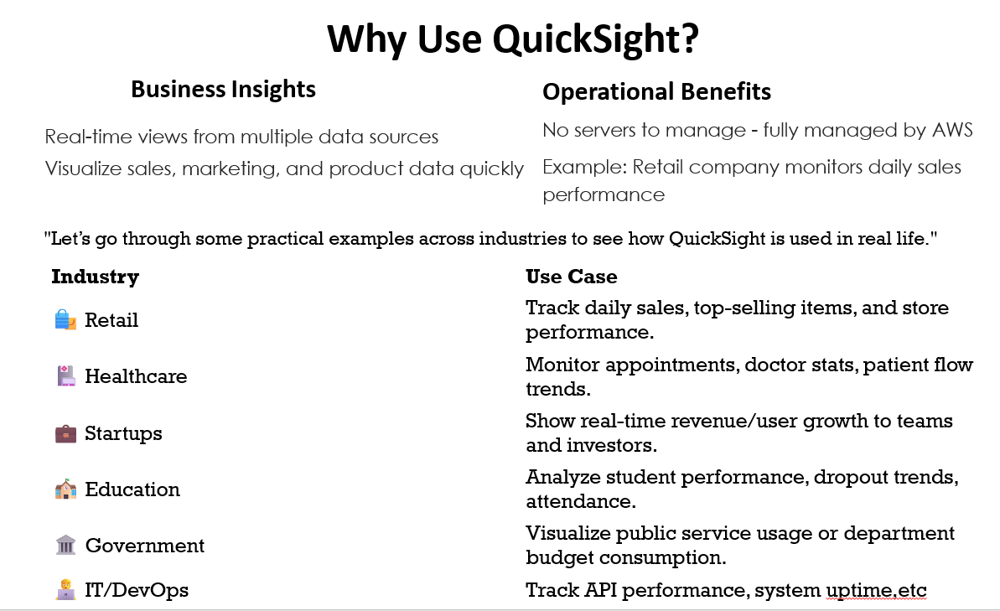 Why Use QuickSight?
Business Insights
Real-time views from multiple data sources
Visualize sales, marketing, and product data quickly
Operational Benefits
No servers to manage - fully managed by AWS
Example: Retail company monitors daily sales
performance
"Let’s go through some practical examples across industries to see how QuickSight is used in real life."
Industry
Use Case
Retail
Track daily sales, top-selling items, and store
performance.
Healthcare
Monitor appointments, doctor stats, patient flow
trends.
Startups
Show real-time revenue/user growth to teams
and investors.
Education
Analyze student performance, dropout trends,
attendance.
Government
Visualize public service usage or department
budget consumption.
IT/DevOps
Track API performance, system uptime,etc